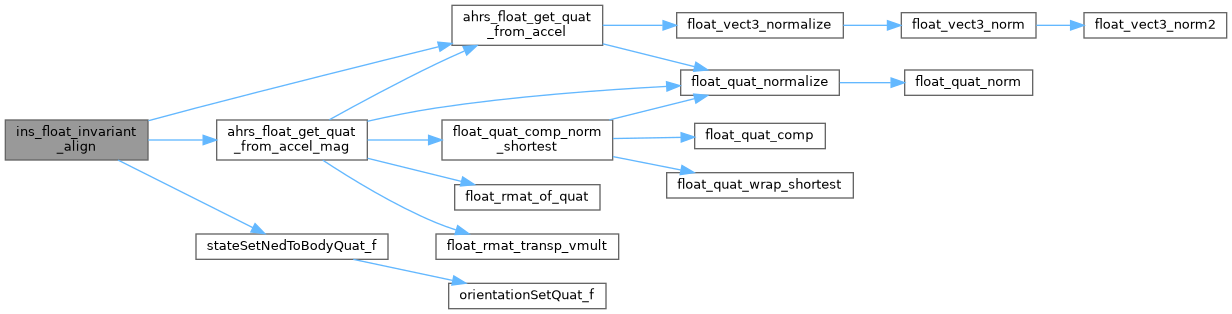 ins_float_invariant
_align
ahrs_float_get_quat
_from_accel
ahrs_float_get_quat
_from_accel_mag
stateSetNedToBodyQuat_f
float_vect3_normalize
float_vect3_norm
float_vect3_norm2
float_quat_normalize
float_quat_norm
float_quat_comp_norm
_shortest
float_quat_comp
float_quat_wrap_shortest
float_rmat_of_quat
float_rmat_transp_vmult
orientationSetQuat_f